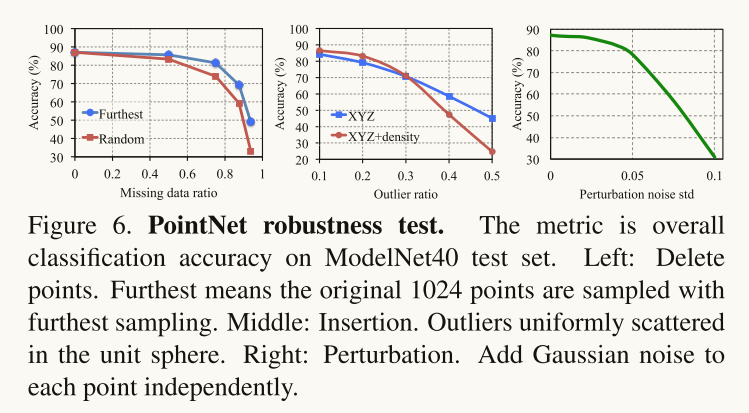 100
90
80
70
60
50
40
30
0 0.2 0.4 0.6 0.8 1
Accuracy (%)
Missing data ratio
Furthest
Random
100
90
80
70
60
50
40
30
20
0.1 0.2 0.3 0.4 0.5
Accuracy (%)
Outlier ratio
XYZ
XYZ+density
90
80
70
60
50
40
30
0 0.05 0.1
Accuracy (%)
Perturbation noise std
Figure 6. PointNet robustness test. The metric is overall
classification accuracy on ModelNet40 test set. Left: Delete
points. Furthest means the original 1024 points are sampled with
furthest sampling. Middle: Insertion. Outliers uniformly scattered
in the unit sphere. Right: Perturbation. Add Gaussian noise to
each point independently.